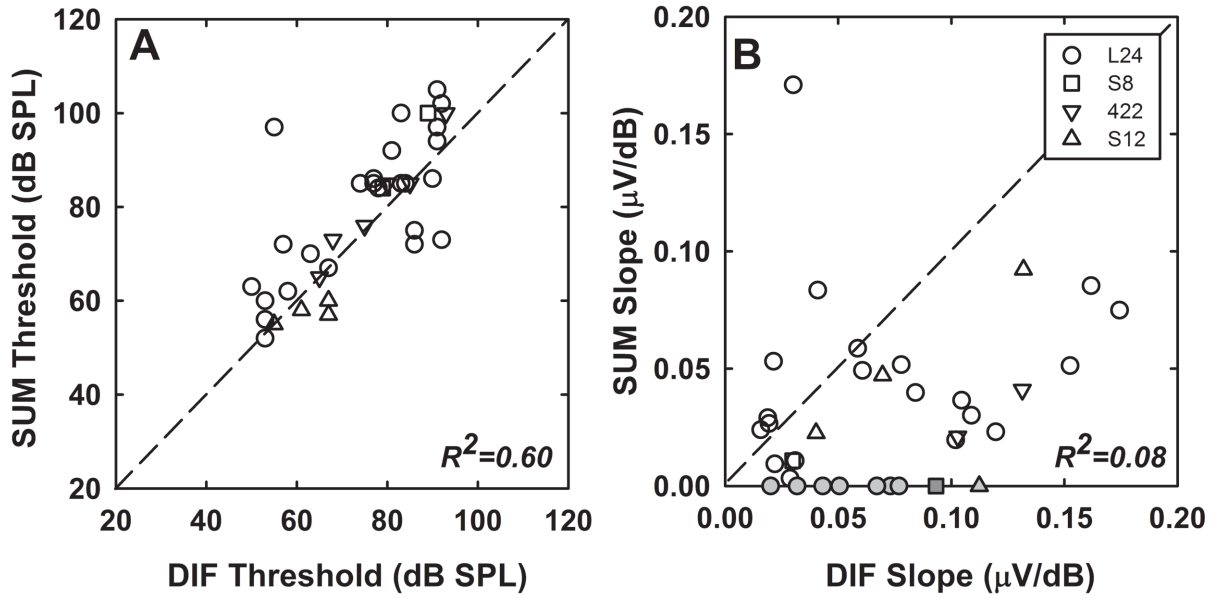 A
SUM Threshold (dB SPL)
120
100
80
60
40
20
20 40 60 80 100 120
DIF Threshold (dB SPL)
R²=0.60
B
SUM Slope (μV/dB)
0.20
0.15
0.10
0.05
0.00
0.00 0.05 0.10 0.15 0.20
DIF Slope (μV/dB)
L24
S8
422
S12
R²=0.08